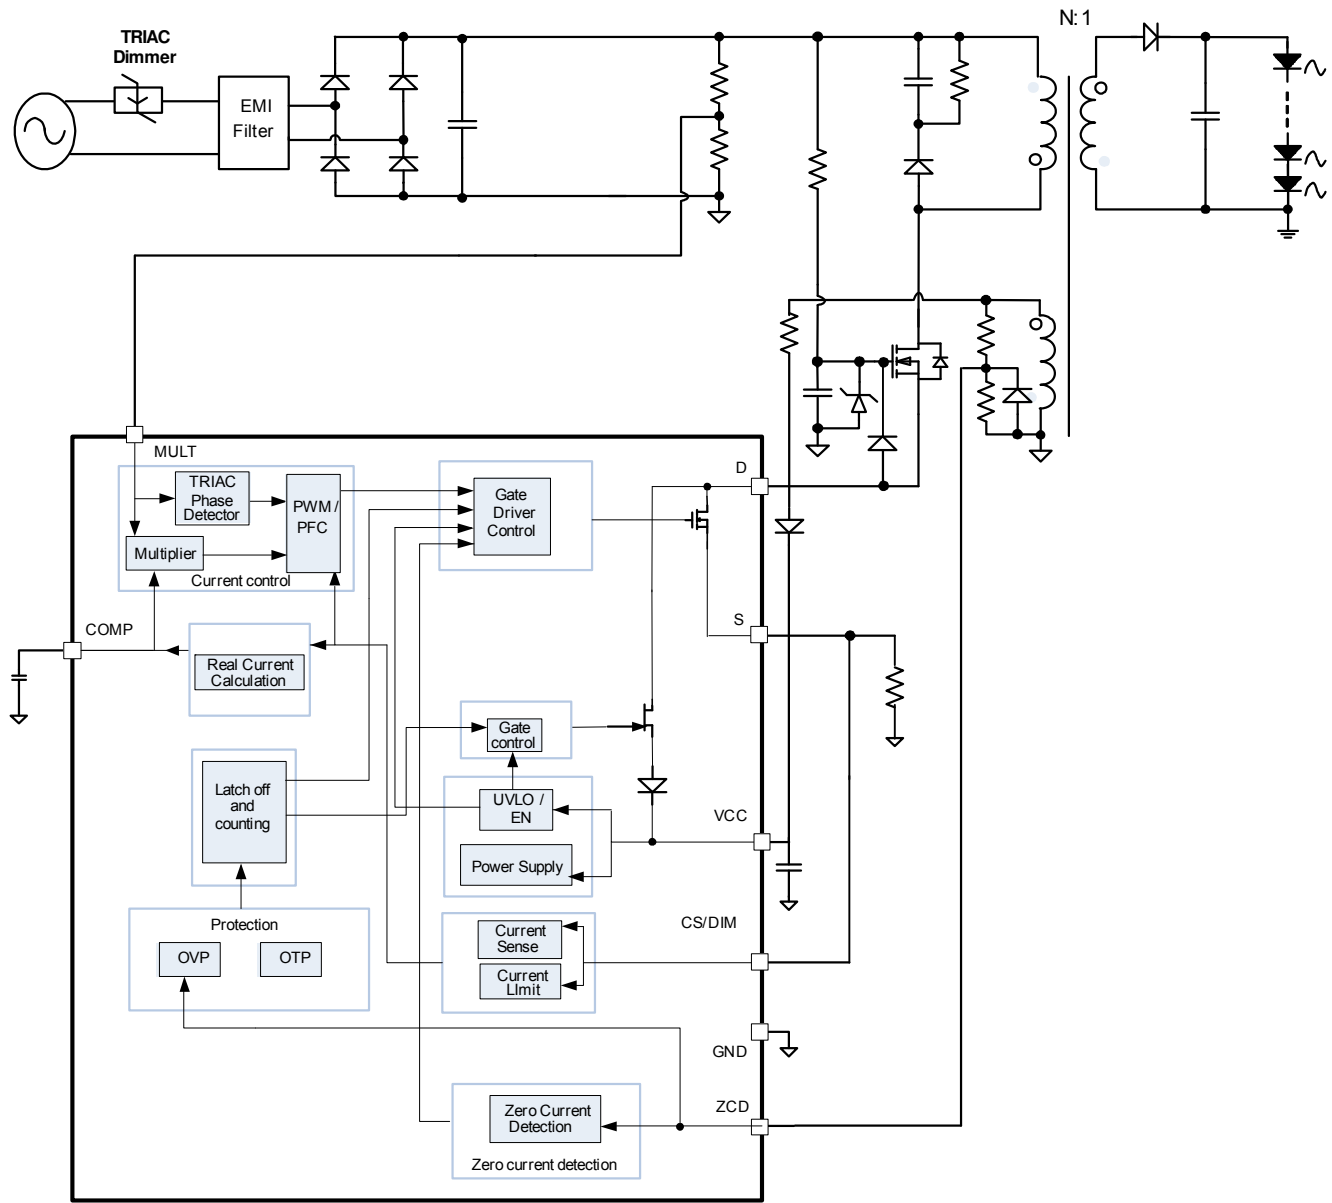 N:1
TRIAC
Dimmer
EMI
Filter
MULT
TRIAC
Phase
Detector
PWM /
PFC
Multiplier
Current control
Gate
Driver
Control
D
S
COMP
Real Current
Calculation
Gate
control
Latch off
and
counting
UVLO /
EN
Power Supply
VCC
Protection
OVP
OTP
Current
Sense
Current
LImit
CS/DIM
GND
ZCD
Zero Current
Detection
Zero current detection